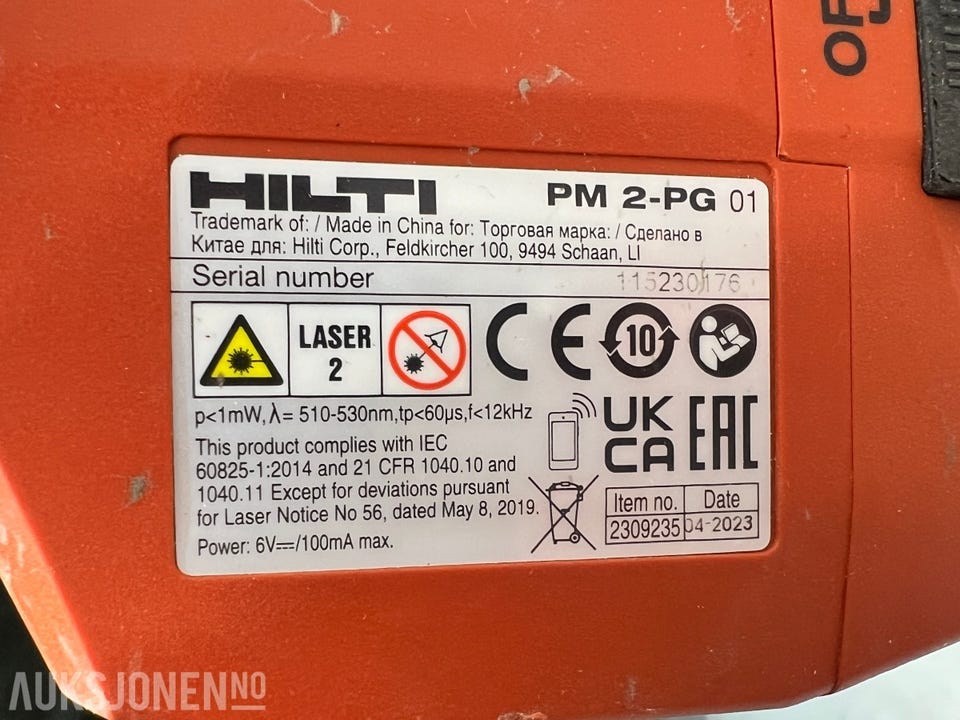 OF
HILTI PM 2-PG 01
Trademark of: / Made in China for: Торговая марка: / Сделано в
Китае для: Hilti Corp., Feldkircher 100, 9494 Schaan, LI
Serial number 115230176
LASER
2
CE
10
p<1mW, λ= 510-530nm,tp<60µs,f<12kHz
UK
CA
EAC
This product complies with IEC
60825-1:2014 and 21 CFR 1040.10 and
1040.11 Except for deviations pursuant
for Laser Notice No 56, dated May 8, 2019.
Power: 6V⎓/100mA max.
Item no. Date
2309235 04-2023
AUKSJONEN.NO